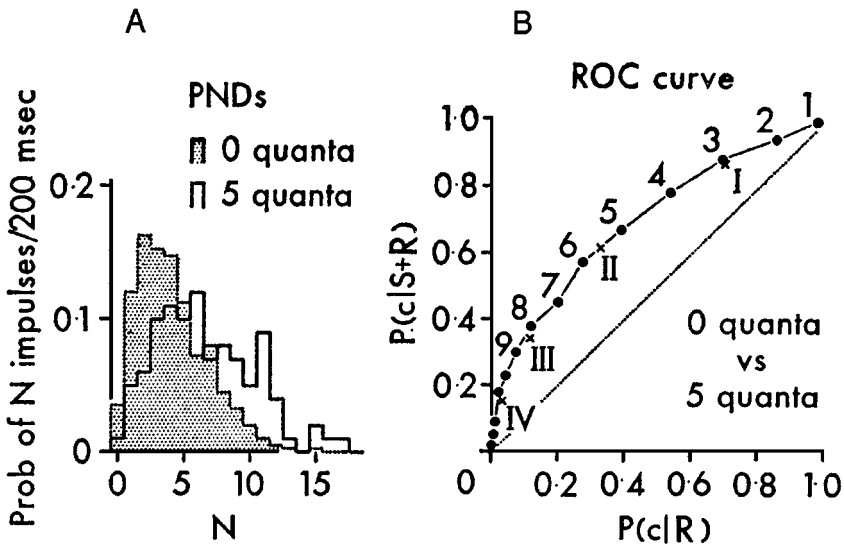 A
PNDs
0 quanta
5 quanta
Prob of N impulses/200 msec
0·2
0·1
0
0 5 10 15
N
B
ROC curve
P(c|S+R)
1·0
0·8
0·6
0·4
0·2
1
2
3
4
5
6
7
8
9
I
II
III
IV
0 quanta
vs
5 quanta
0 0·2 0·4 0·6 0·8 1·0
P(c|R)